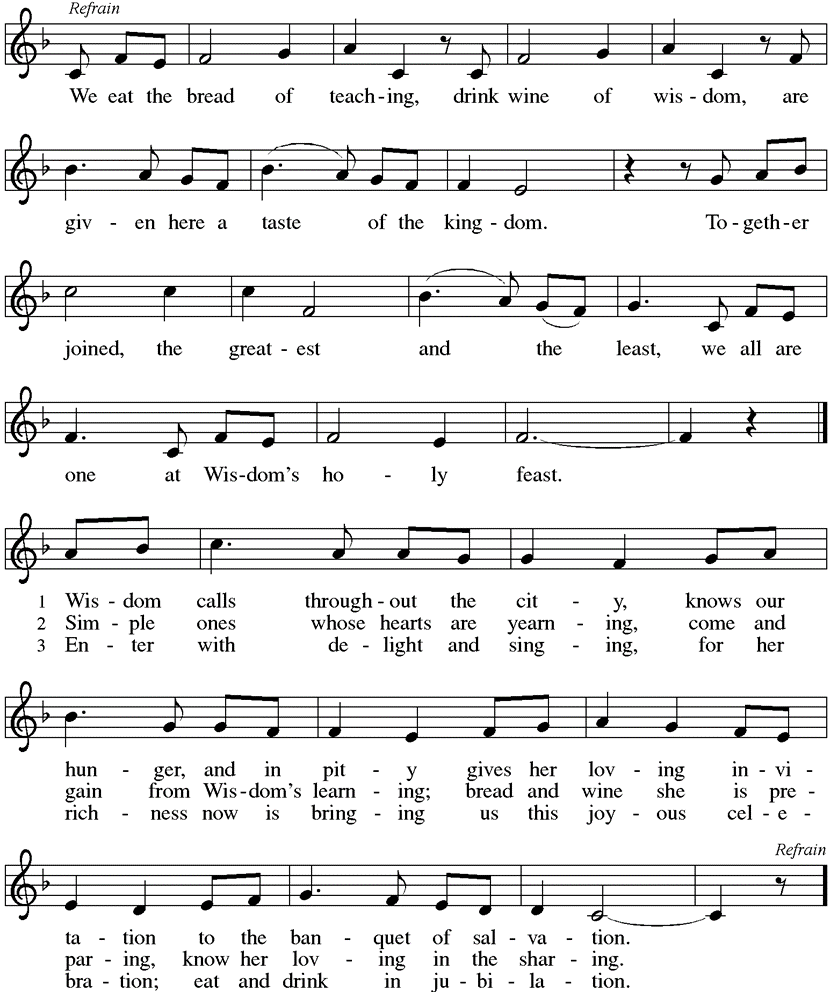 Refrain
We eat the bread of teach-ing, drink wine of wis-dom, are
giv - en here a taste of the king-dom. To-geth-er
joined, the great - est and the least, we all are
one at Wis-dom's ho - ly feast.
1 Wis - dom calls through-out the cit - y, knows our
2 Sim - ple ones whose hearts are yearn - ing, come and
3 En - ter with de - light and sing - ing, for her
hun - ger, and in pit - y gives her lov - ing in - vi -
gain from Wis-dom's learn - ing; bread and wine she is pre -
rich - ness now is bring - ing us this joy - ous cel - e -
Refrain
ta - tion to the ban - quet of sal - va - tion.
par - ing, know her lov - ing in the shar - ing.
bra - tion; eat and drink in ju - bi - la - tion.